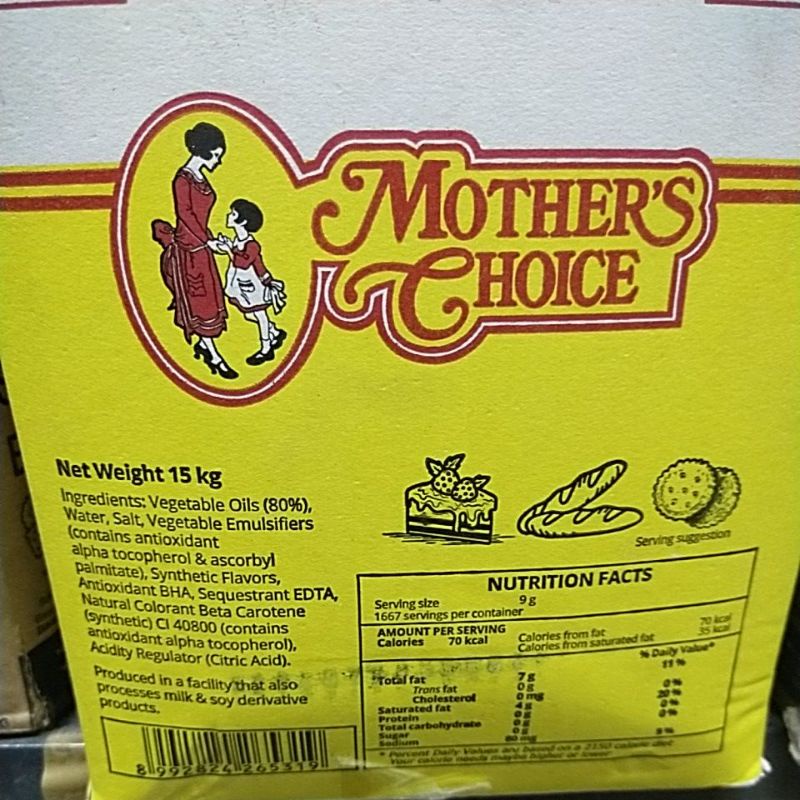 MOTHER'S
CHOICE
Net Weight 15 kg
Ingredients: Vegetable Oils (80%),
Water, Salt, Vegetable Emulsifiers
(contains antioxidant
alpha tocopherol & ascorbyl
palmitate), Synthetic Flavors,
Antioxidant BHA, Sequestrant EDTA,
Natural Colorant Beta Carotene
(synthetic) CI 40800 (contains
antioxidant alpha tocopherol),
Acidity Regulator (Citric Acid).
Produced in a facility that also
processes milk & soy derivative
products.
8 992824 265319
Serving suggestion
NUTRITION FACTS
Serving size 9 g
1667 servings per container
AMOUNT PER SERVING
Calories 70 kcal
Calories from fat 70 kcal
Calories from saturated fat 35 kcal
% Daily Value*
Total fat 7 g 11 %
Trans fat 0 g
Cholesterol 0 mg 0 %
Saturated fat 4 g 20 %
Protein 0 g 0 %
Total carbohydrate 0 g 0 %
Sugar 0 g
Sodium 80 mg
* Percent Daily Values are based on a 2150 calorie diet
Your calorie needs maybe higher or lower